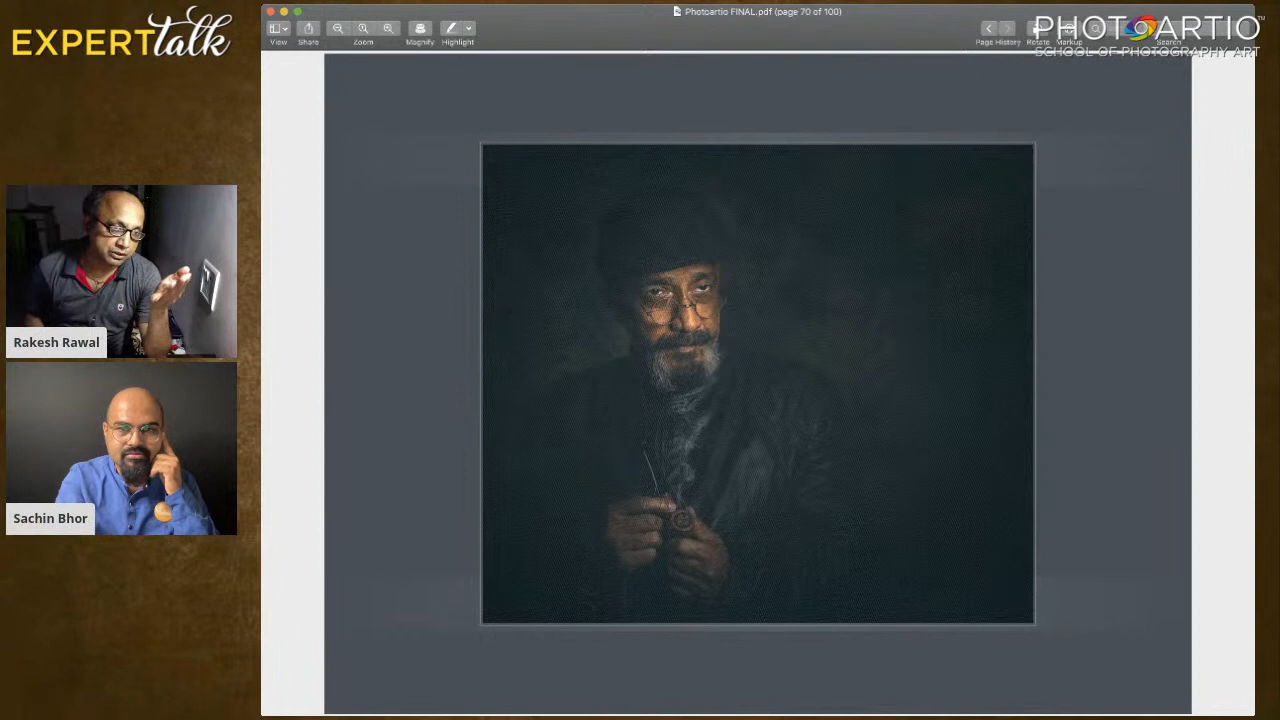 EXPERTtalk
Photoartio FINAL.pdf (page 70 of 100)
View
Share
Zoom
Magnify
Highlight
Page History
Rotate
Markup
Search
PHOTOARTIO™
SCHOOL OF PHOTOGRAPHY ART
Rakesh Rawal
Sachin Bhor